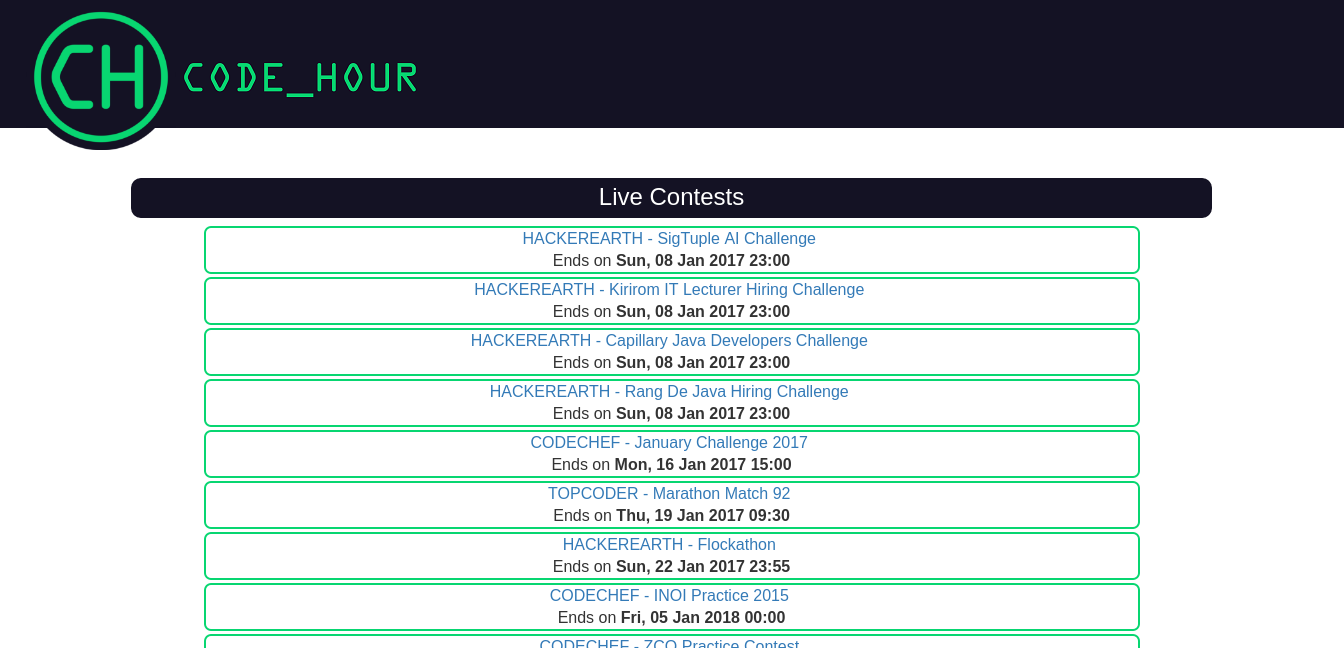 CH
CODE_HOUR
Live Contests
HACKEREARTH - SigTuple AI Challenge
Ends on Sun, 08 Jan 2017 23:00
HACKEREARTH - Kirirom IT Lecturer Hiring Challenge
Ends on Sun, 08 Jan 2017 23:00
HACKEREARTH - Capillary Java Developers Challenge
Ends on Sun, 08 Jan 2017 23:00
HACKEREARTH - Rang De Java Hiring Challenge
Ends on Sun, 08 Jan 2017 23:00
CODECHEF - January Challenge 2017
Ends on Mon, 16 Jan 2017 15:00
TOPCODER - Marathon Match 92
Ends on Thu, 19 Jan 2017 09:30
HACKEREARTH - Flockathon
Ends on Sun, 22 Jan 2017 23:55
CODECHEF - INOI Practice 2015
Ends on Fri, 05 Jan 2018 00:00
CODECHEF - ZCO Practice Contest